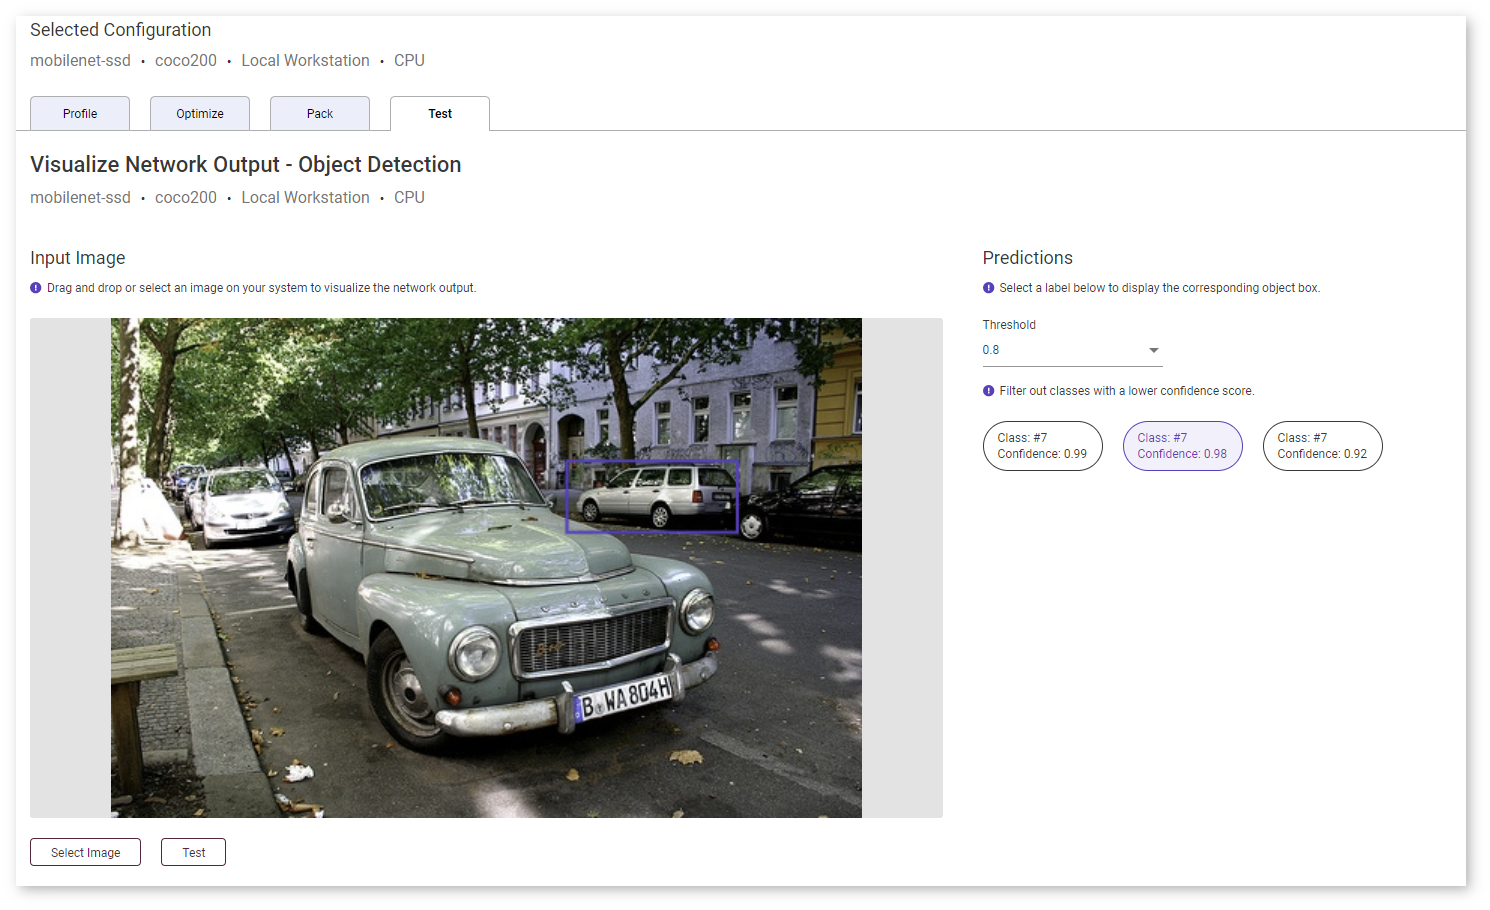 Selected Configuration
mobilenet-ssd • coco200 • Local Workstation • CPU
Profile
Optimize
Pack
Test
Visualize Network Output - Object Detection
mobilenet-ssd • coco200 • Local Workstation • CPU
Input Image
Drag and drop or select an image on your system to visualize the network output.
VOLVO
B WA 804H
Select Image
Test
Predictions
Select a label below to display the corresponding object box.
Threshold
0.8
Filter out classes with a lower confidence score.
Class: #7
Confidence: 0.99
Class: #7
Confidence: 0.98
Class: #7
Confidence: 0.92